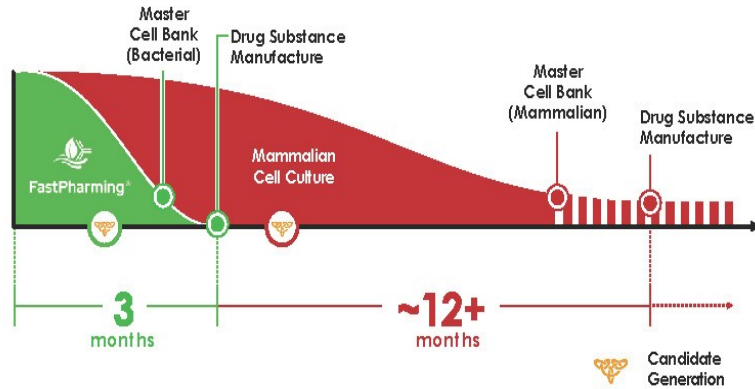 Master
Cell Bank
(Bacterial)
Drug Substance
Manufacture
Master
Cell Bank
(Mammalian)
Drug Substance
Manufacture
FastPharming®
Mammalian
Cell Culture
3
months
~12+
months
Candidate
Generation